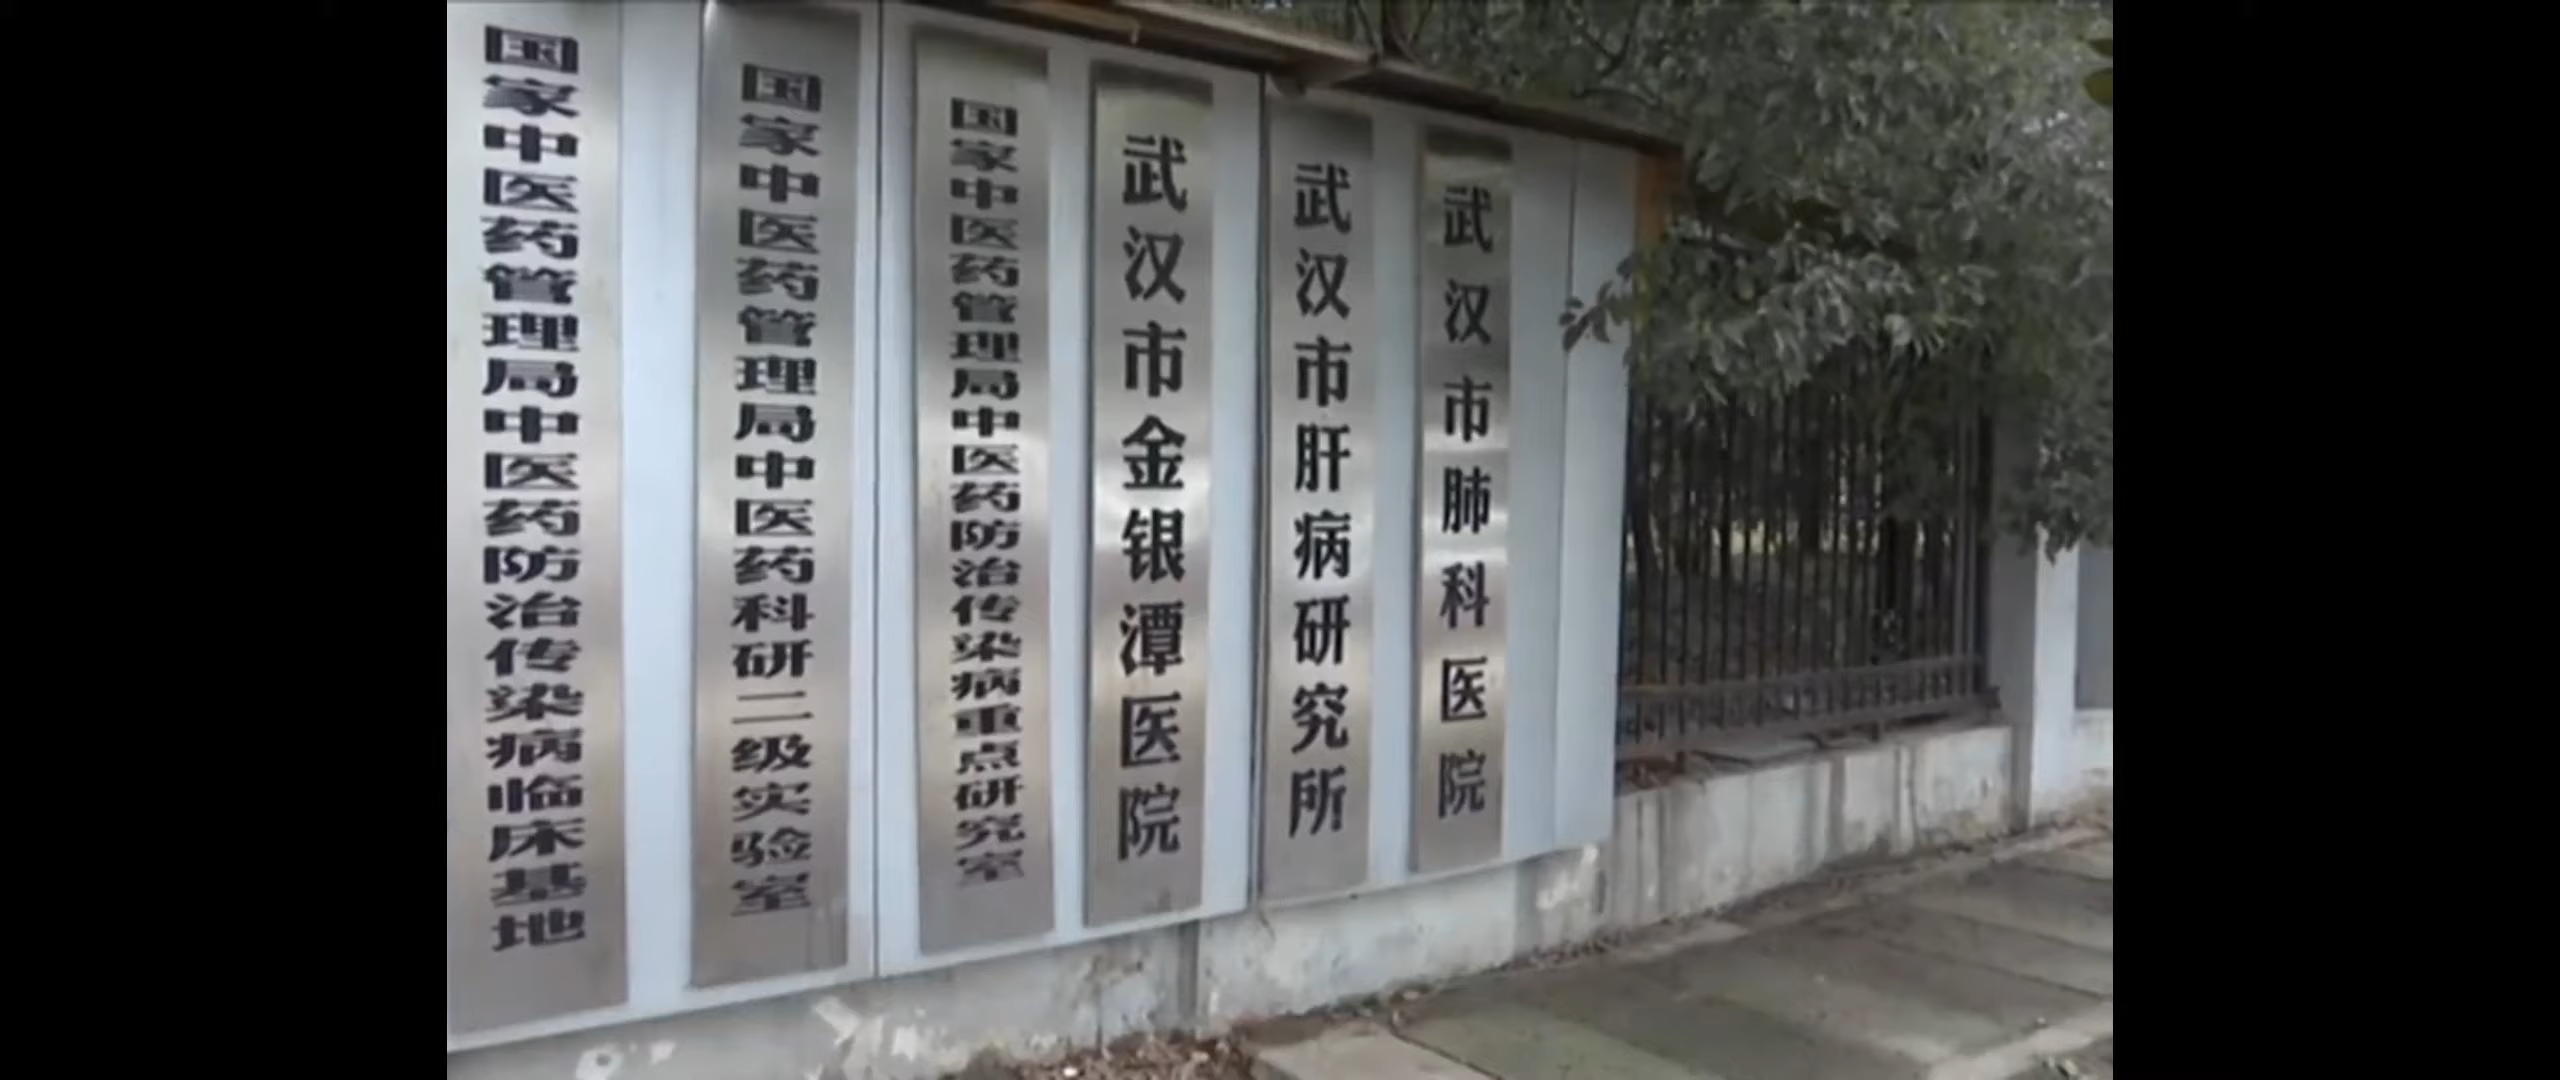 国家中医药管理局中医药防治传染病临床基地
国家中医药管理局中医药科研二级实验室
国家中医药管理局中医药防治传染病重点研究室
武汉市金银潭医院
武汉市肝病研究所
武汉市肺科医院